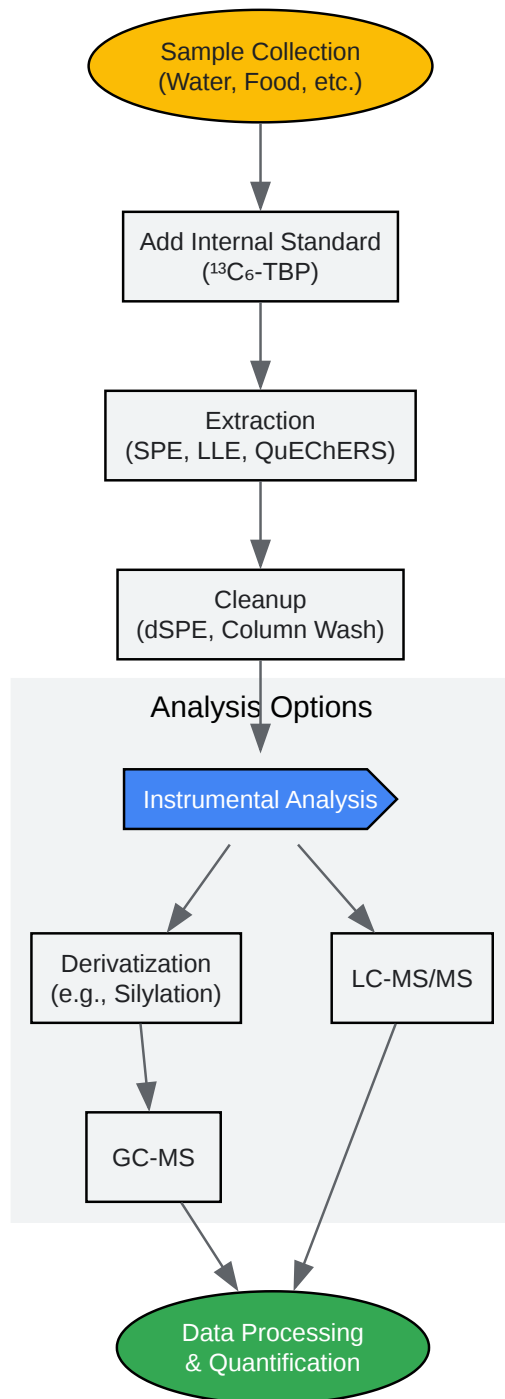 Sample Collection
(Water, Food, etc.)
Add Internal Standard
(¹³C₆-TBP)
Extraction
(SPE, LLE, QuEChERS)
Cleanup
(dSPE, Column Wash)
Analysis Options
Instrumental Analysis
Derivatization
(e.g., Silylation)
LC-MS/MS
GC-MS
Data Processing
& Quantification